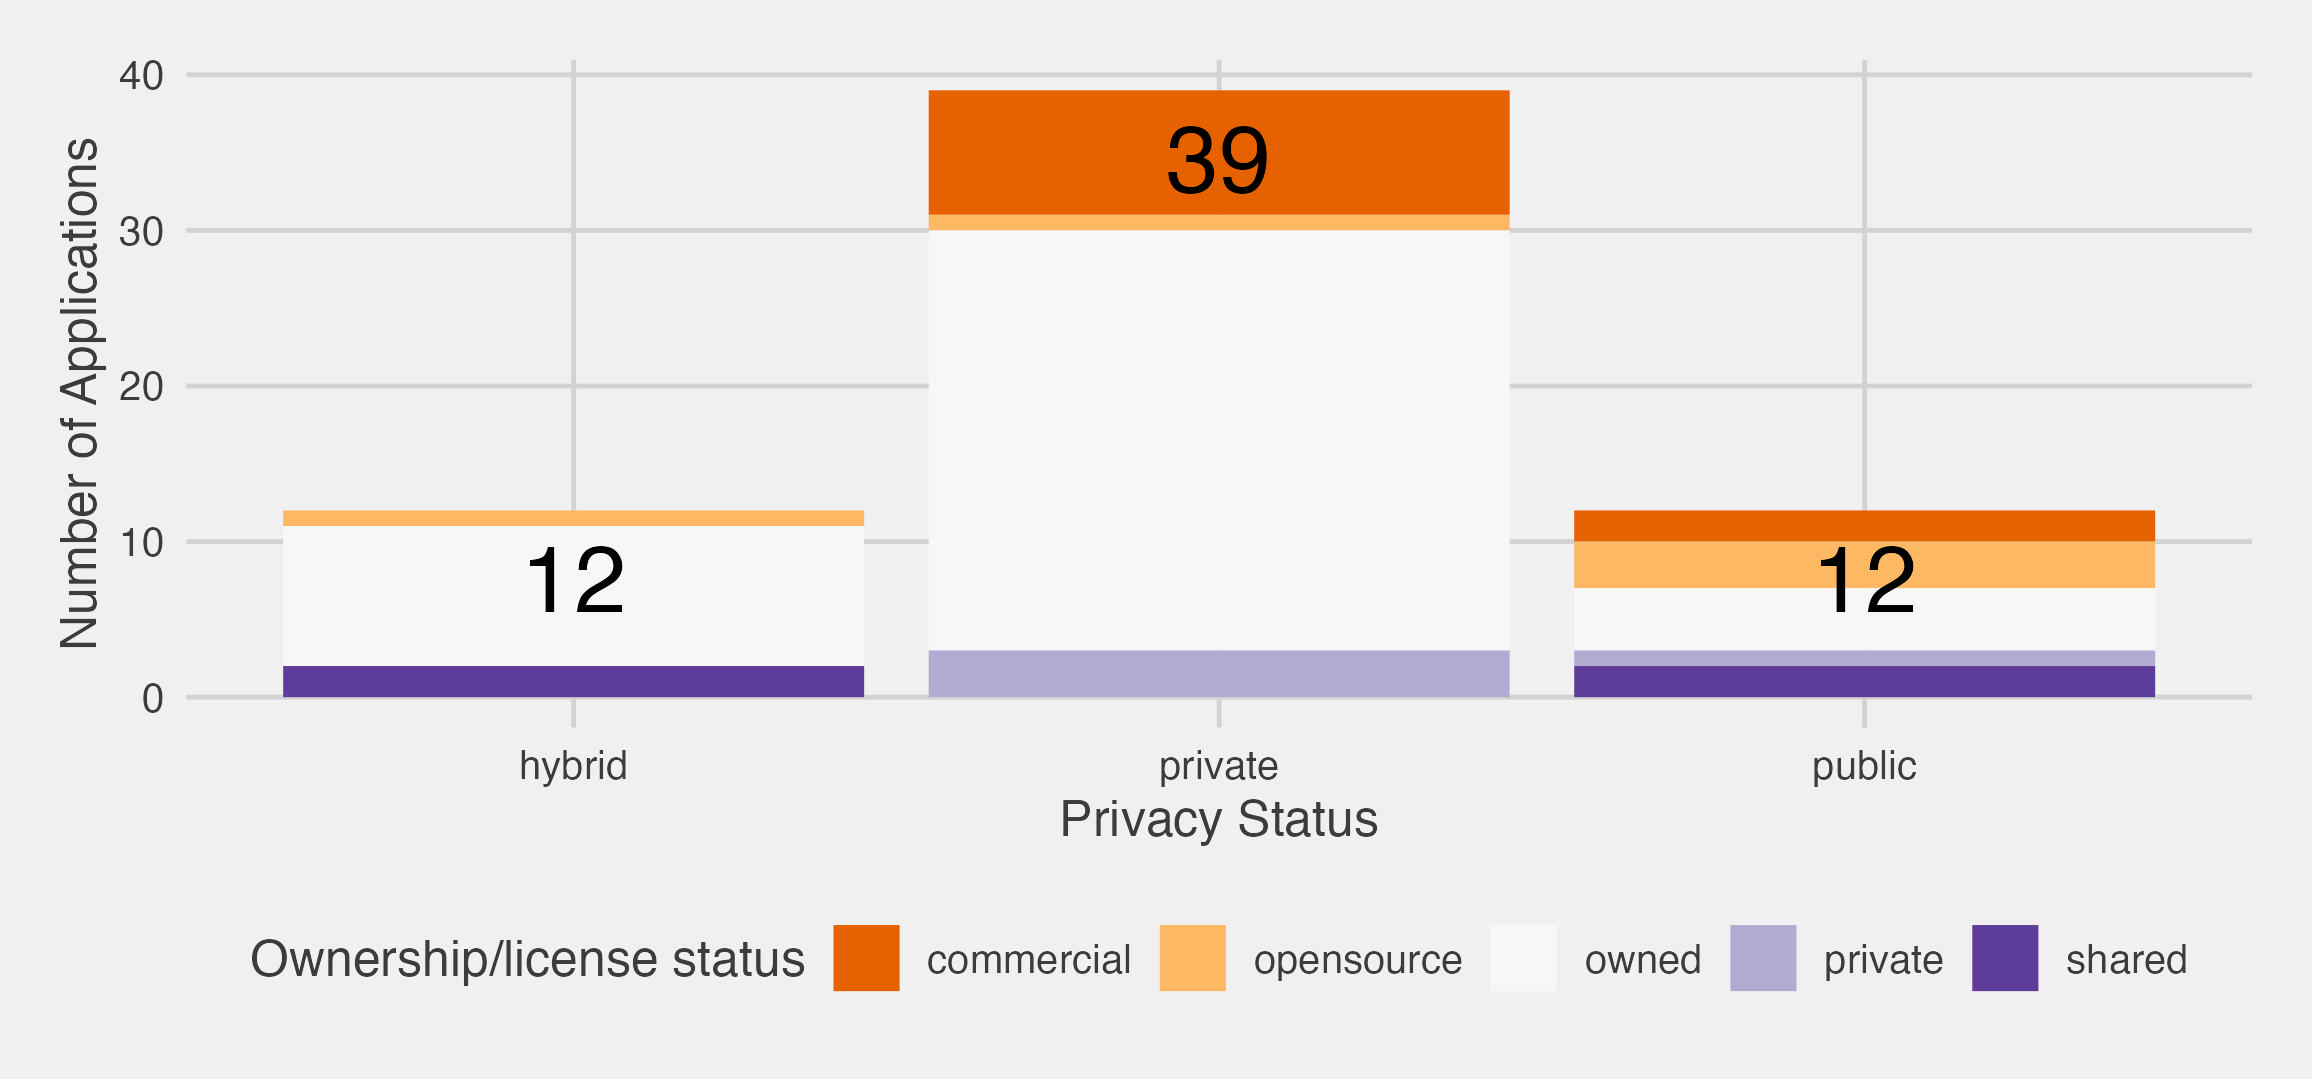 Number of Applications
40
30
20
10
0
39
12
12
hybrid private public
Privacy Status
Ownership/license status commercial opensource owned private shared